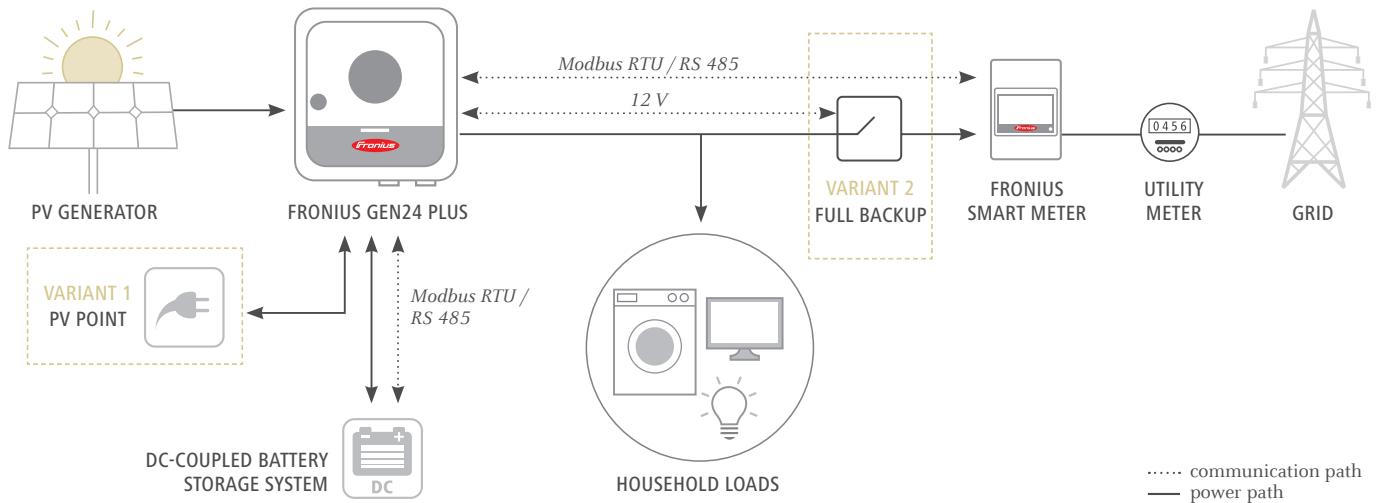 Modbus RTU / RS 485
12 V
Fronius
Fronius
0456
VARIANT 2
FULL BACKUP
PV GENERATOR
FRONIUS GEN24 PLUS
FRONIUS
SMART METER
UTILITY
METER
GRID
VARIANT 1
PV POINT
Modbus RTU /
RS 485
DC-COUPLED BATTERY
STORAGE SYSTEM
DC
HOUSEHOLD LOADS
communication path
power path